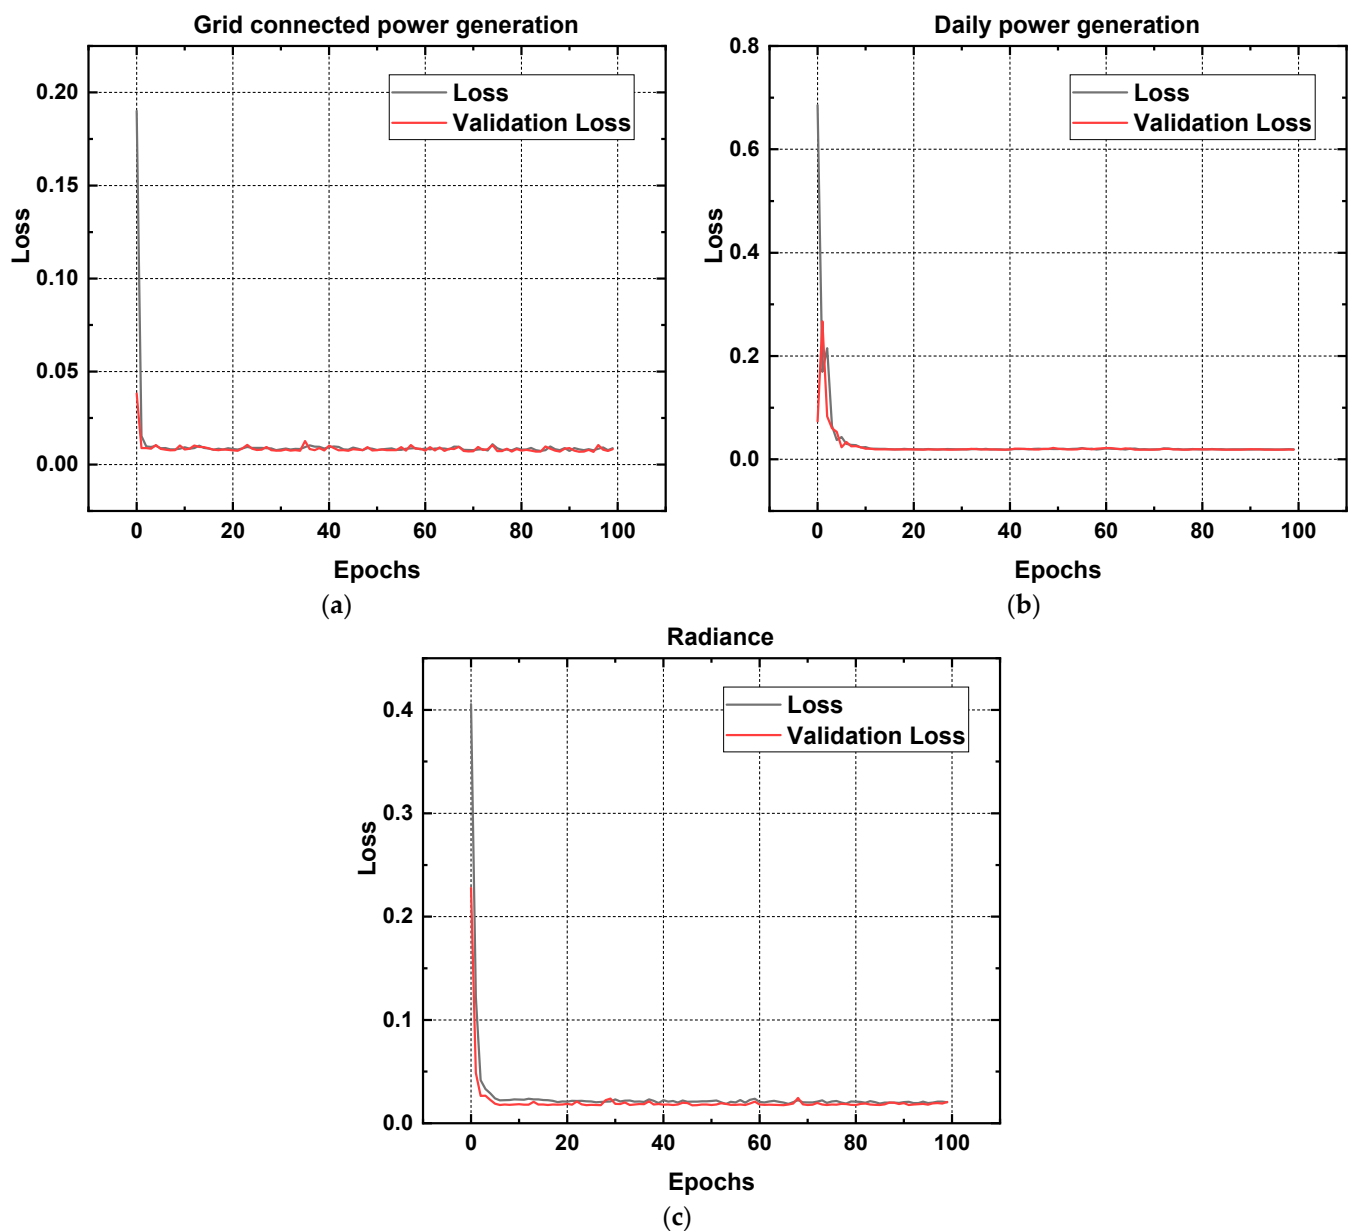 Grid connected power generation
Loss
Validation Loss
0.20
0.15
0.10
0.05
0.00
Loss
0 20 40 60 80 100
Epochs
(a)
Daily power generation
Loss
Validation Loss
0.8
0.6
0.4
0.2
0.0
Loss
0 20 40 60 80 100
Epochs
(b)
Radiance
Loss
Validation Loss
0.4
0.3
0.2
0.1
0.0
Loss
0 20 40 60 80 100
Epochs
(c)